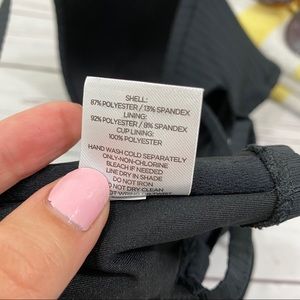 SHELL:
87% POLYESTER / 13% SPANDEX
LINING:
92% POLYESTER / 8% SPANDEX
CUP LINING:
100% POLYESTER
HAND WASH COLD SEPARATELY
ONLY-NON-CHLORINE
BLEACH IF NEEDED
LINE DRY IN SHADE
DO NOT IRON
DO NOT DRY CLEAN